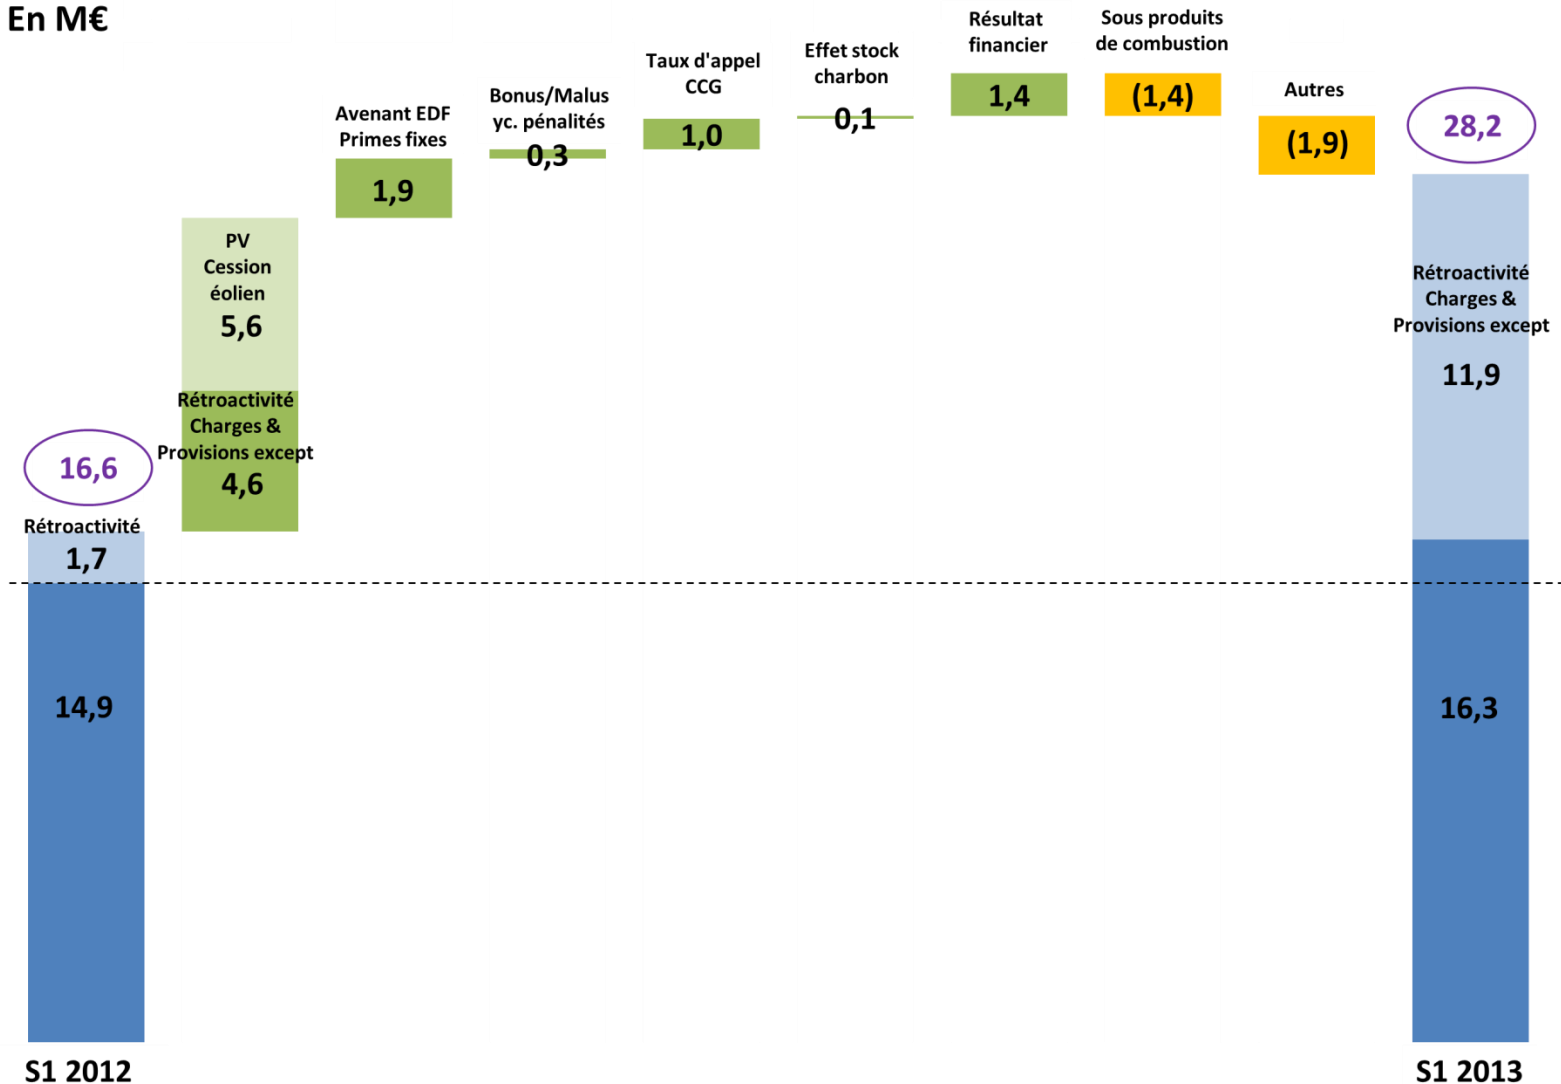 En M€
16,6
Rétroactivité
1,7
14,9
S1 2012
PV
Cession
éolien
5,6
Rétroactivité
Charges &
Provisions except
4,6
Avenant EDF
Primes fixes
1,9
Bonus/Malus
yc. pénalités
0,3
Taux d'appel
CCG
1,0
Effet stock
charbon
0,1
Résultat
financier
1,4
Sous produits
de combustion
(1,4)
Autres
(1,9)
28,2
Rétroactivité
Charges &
Provisions except
11,9
16,3
S1 2013